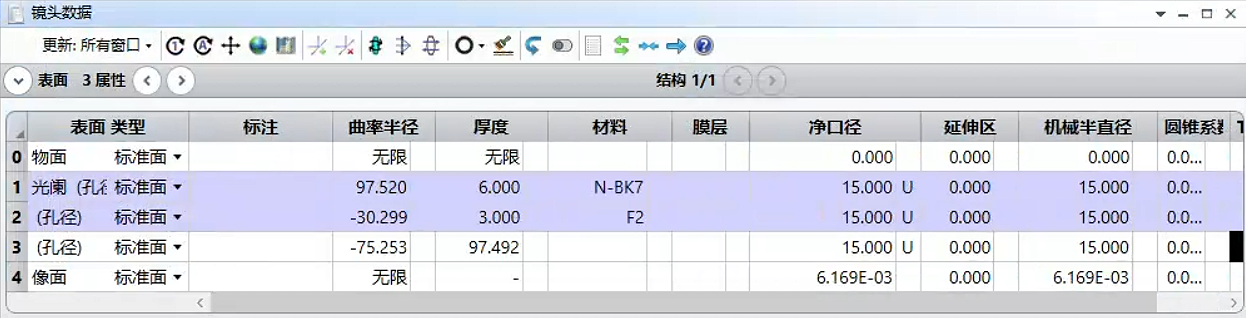 镜头数据
更新: 所有窗口
表面 3 属性 结构 1/1
表面 类型 标注 曲率半径 厚度 材料 膜层 净口径 延伸区 机械半直径 圆锥系数
0 物面 标准面 无限 无限 0.000 0.000 0.000 0.0...
1 光阑 (孔径 标准面 97.520 6.000 N-BK7 15.000 U 0.000 15.000 0.0...
2 (孔径) 标准面 -30.299 3.000 F2 15.000 U 0.000 15.000 0.0...
3 (孔径) 标准面 -75.253 97.492 15.000 U 0.000 15.000 0.0...
4 像面 标准面 无限 - 6.169E-03 0.000 6.169E-03 0.0...